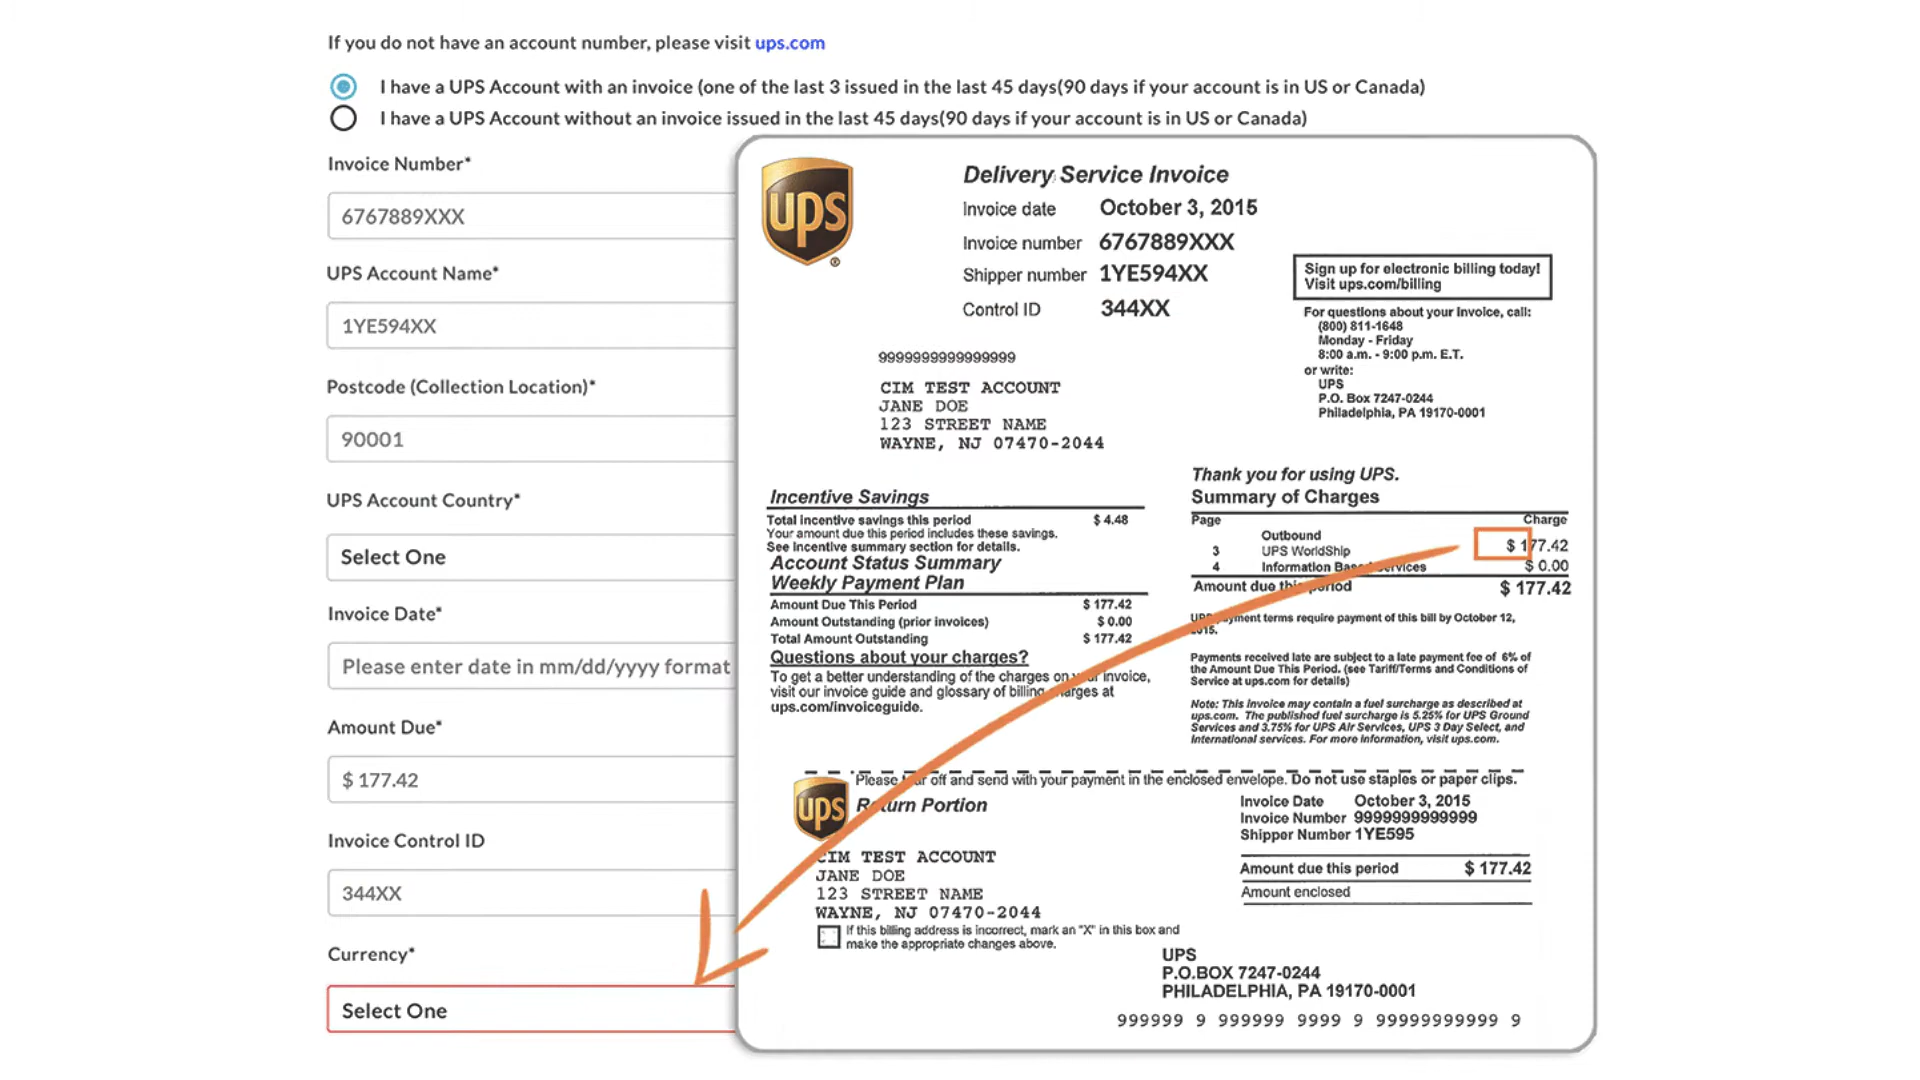 If you do not have an account number, please visit ups.com
I have a UPS Account with an invoice (one of the last 3 issued in the last 45 days(90 days if your account is in US or Canada)
I have a UPS Account without an invoice issued in the last 45 days(90 days if your account is in US or Canada)
Invoice Number*
6767889XXX
UPS Account Name*
1YE594XX
Postcode (Collection Location)*
90001
UPS Account Country*
Select One
Invoice Date*
Please enter date in mm/dd/yyyy format
Amount Due*
$ 177.42
Invoice Control ID
344XX
Currency*
Select One
ups
Delivery Service Invoice
Invoice date October 3, 2015
Invoice number 6767889XXX
Shipper number 1YE594XX
Control ID 344XX
Sign up for electronic billing today!
Visit ups.com/billing
For questions about your invoice, call:
(800) 811-1648
Monday - Friday
8:00 a.m. - 9:00 p.m. E.T.
or write:
UPS
P.O. Box 7247-0244
Philadelphia, PA 19170-0001
9999999999999999
CIM TEST ACCOUNT
JANE DOE
123 STREET NAME
WAYNE, NJ 07470-2044
Incentive Savings
Total incentive savings this period $ 4.48
Your amount due this period includes these savings.
See incentive summary section for details.
Account Status Summary
Weekly Payment Plan
Amount Due This Period $ 177.42
Amount Outstanding (prior invoices) $ 0.00
Total Amount Outstanding $ 177.42
Questions about your charges?
To get a better understanding of the charges on your invoice,
visit our invoice guide and glossary of billing charges at
ups.com/invoiceguide.
Thank you for using UPS.
Summary of Charges
Page Charge
Outbound
3 UPS WorldShip $ 177.42
4 Information Based Services $ 0.00
Amount due this period $ 177.42
UPS payment terms require payment of this bill by October 12,
2015.
Payments received late are subject to a late payment fee of 6% of
the Amount Due This Period. (see Tariff/Terms and Conditions of
Service at ups.com for details)
Note: This invoice may contain a fuel surcharge as described at
ups.com. The published fuel surcharge is 5.25% for UPS Ground
Services and 3.75% for UPS Air Services, UPS 3 Day Select, and
International services. For more information, visit ups.com.
Please tear off and send with your payment in the enclosed envelope. Do not use staples or paper clips.
ups
Return Portion
Invoice Date October 3, 2015
Invoice Number 9999999999999
Shipper Number 1YE595
Amount due this period $ 177.42
Amount enclosed
CIM TEST ACCOUNT
JANE DOE
123 STREET NAME
WAYNE, NJ 07470-2044
If this billing address is incorrect, mark an "X" in this box and
make the appropriate changes above.
UPS
P.O.BOX 7247-0244
PHILADELPHIA, PA 19170-0001
999999 9 999999 9999 9 99999999999 9